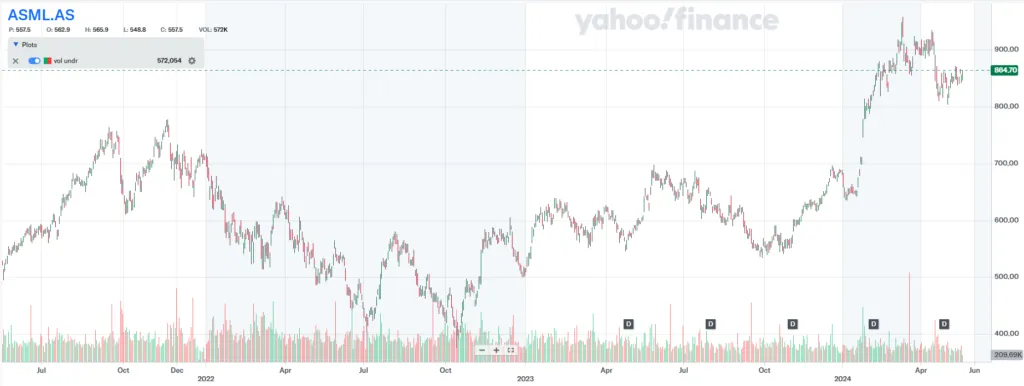 ASML.AS
yahoo!finance
P: 557.5 O: 562.9 H: 565.9 L: 548.8 C: 557.5 VOL: 572K
Plots
vol undr 572,054
900,00
864.70
800,00
700,00
600,00
500,00
400,00
300,00
D D D D D
209.69K
Jul Oct Dec Apr Jul Oct Apr Jul Oct Apr Jun
2022 2023 2024